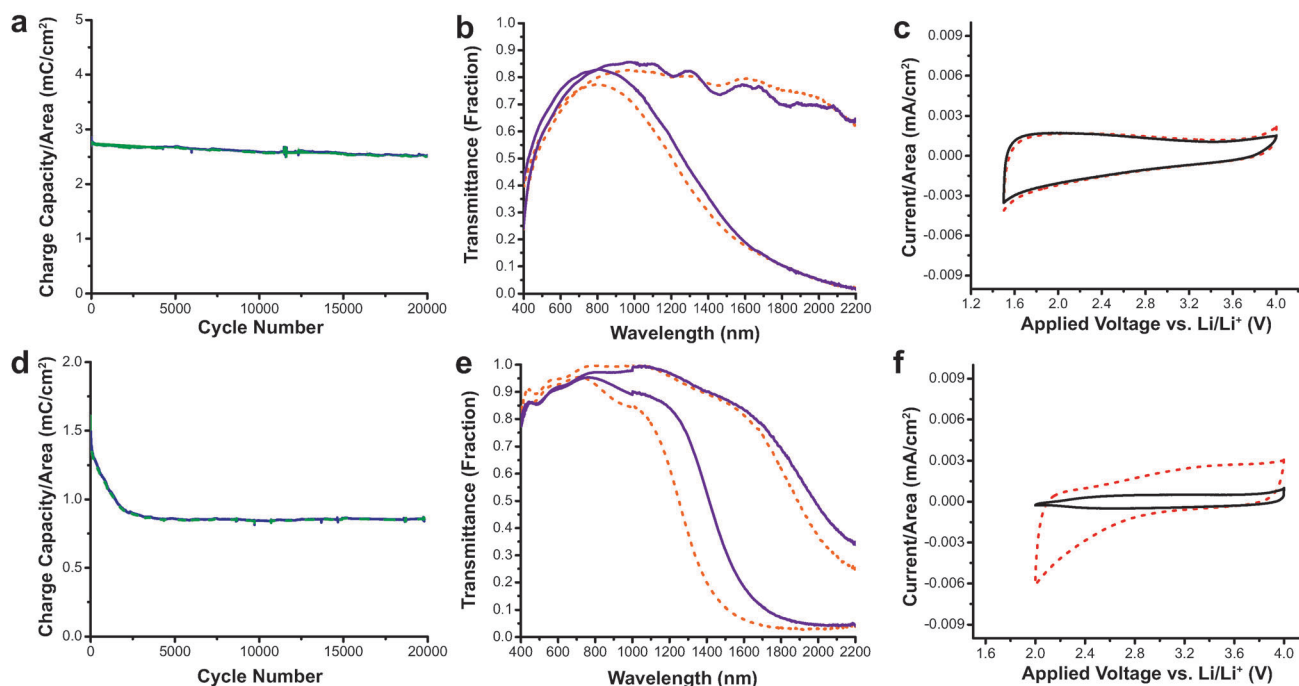 a
Charge Capacity/Area (mC/cm²)
5
4
3
2
1
0
0 5000 10000 15000 20000
Cycle Number
b
Transmittance (Fraction)
1.0
0.9
0.8
0.7
0.6
0.5
0.4
0.3
0.2
0.1
0.0
400 600 800 1000 1200 1400 1600 1800 2000 2200
Wavelength (nm)
c
Current/Area (mA/cm²)
0.009
0.006
0.003
0.000
-0.003
-0.006
-0.009
1.2 1.6 2.0 2.4 2.8 3.2 3.6 4.0
Applied Voltage vs. Li/Li⁺ (V)
d
Charge Capacity/Area (mC/cm²)
2.0
1.5
1.0
0.5
0.0
0 5000 10000 15000 20000
Cycle Number
e
Transmittance (Fraction)
1.0
0.9
0.8
0.7
0.6
0.5
0.4
0.3
0.2
0.1
0.0
400 600 800 1000 1200 1400 1600 1800 2000 2200
Wavelength (nm)
f
Current/Area (mA/cm²)
0.009
0.006
0.003
0.000
-0.003
-0.006
-0.009
1.6 2.0 2.4 2.8 3.2 3.6 4.0
Applied Voltage vs. Li/Li⁺ (V)